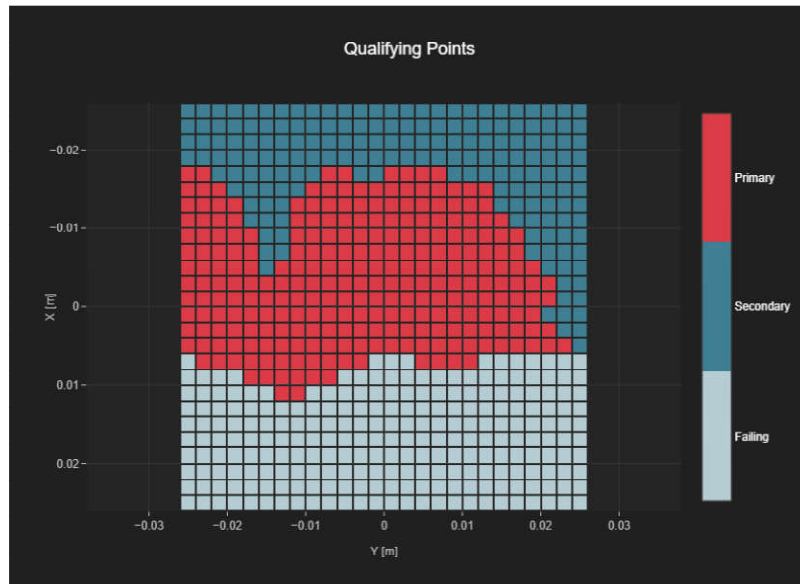 Qualifying Points
Primary
Secondary
Failing
−0.02
−0.01
0
0.01
0.02
X [m]
−0.03
−0.02
−0.01
0
0.01
0.02
0.03
Y [m]